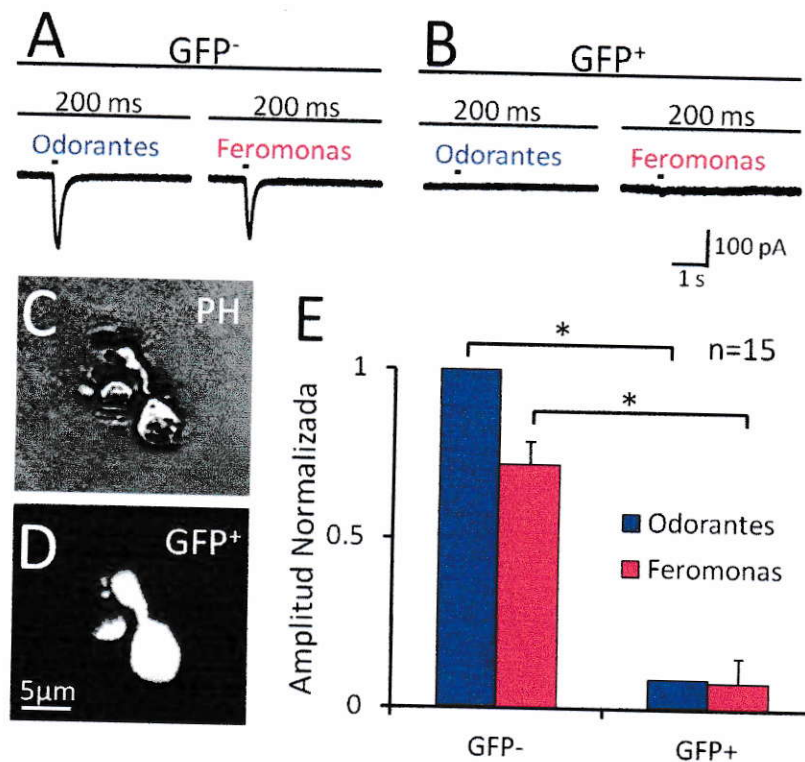 A
GFP-
200 ms
200 ms
Odorantes
Feromonas
B
GFP+
200 ms
200 ms
Odorantes
Feromonas
100 pA
1 s
C
PH
D
GFP+
5µm
E
*
n=15
*
Amplitud Normalizada
1
0.5
0
Odorantes
Feromonas
GFP-
GFP+